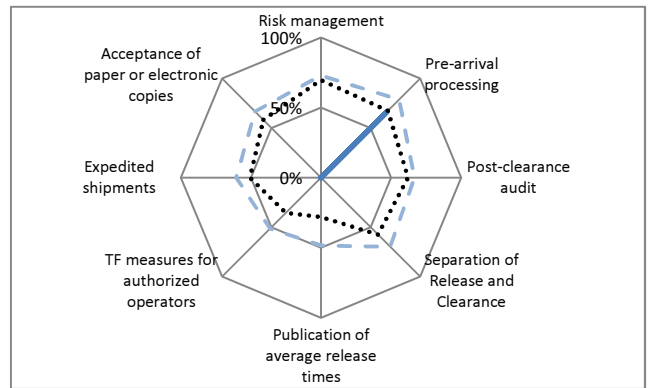 Risk management
100%
Acceptance of
paper or electronic
copies
Pre-arrival
processing
50%
Expedited
shipments
0%
Post-clearance
audit
TF measures for
authorized
operators
Separation of
Release and
Clearance
Publication of
average release
times